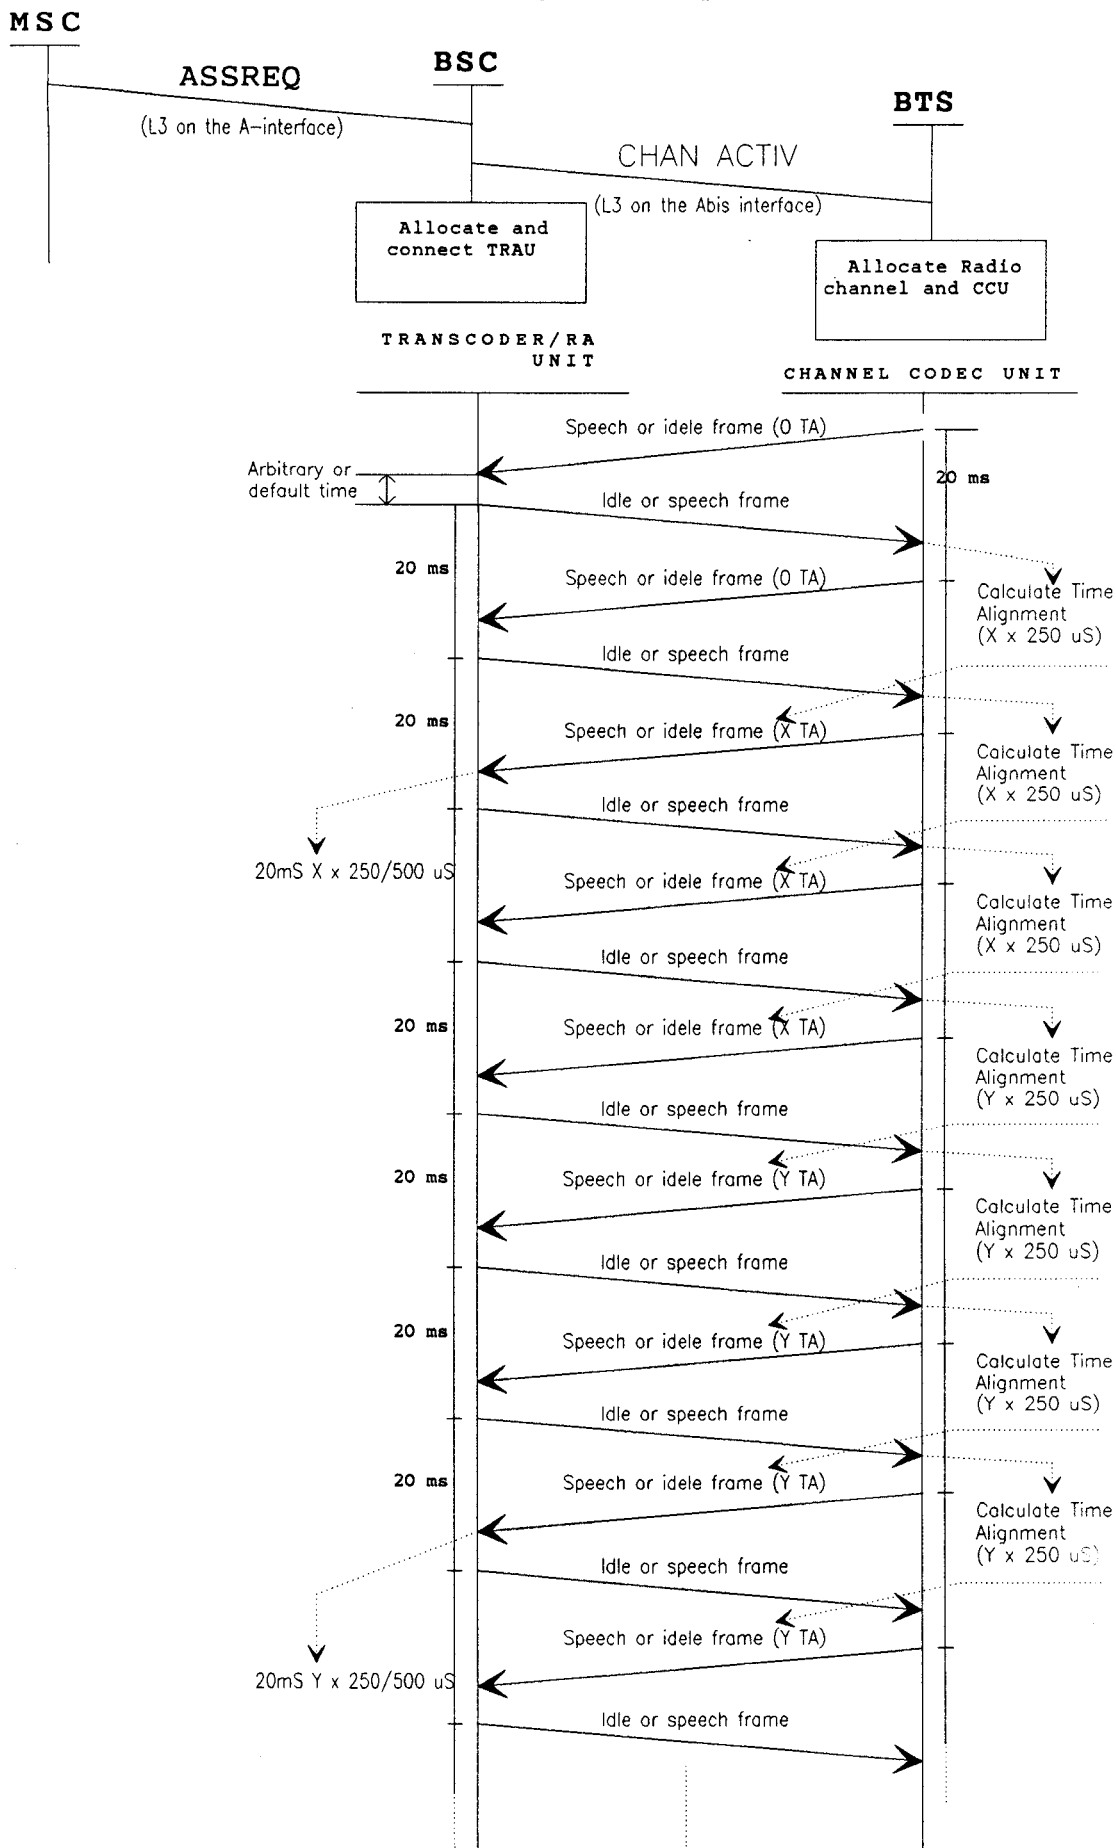 MSC
BSC
ASSREQ
(L3 on the A-interface)
BTS
CHAN ACTIV
(L3 on the Abis interface)
Allocate and
connect TRAU
Allocate Radio
channel and CCU
TRANSCODER/RA
UNIT
CHANNEL CODEC UNIT
Speech or idele frame (0 TA)
Arbitrary or
default time
20 ms
Idle or speech frame
20 ms
Speech or idele frame (0 TA)
Calculate Time
Alignment
(X x 250 uS)
Idle or speech frame
20 ms
Speech or idele frame (X TA)
Calculate Time
Alignment
(X x 250 uS)
Idle or speech frame
20mS X x 250/500 uS
Speech or idele frame (X TA)
Calculate Time
Alignment
(X x 250 uS)
Idle or speech frame
20 ms
Speech or idele frame (X TA)
Calculate Time
Alignment
(Y x 250 uS)
Idle or speech frame
20 ms
Speech or idele frame (Y TA)
Calculate Time
Alignment
(Y x 250 uS)
Idle or speech frame
20 ms
Speech or idele frame (Y TA)
Calculate Time
Alignment
(Y x 250 uS)
Idle or speech frame
20 ms
Speech or idele frame (Y TA)
Calculate Time
Alignment
(Y x 250 uS)
Idle or speech frame
Speech or idele frame (Y TA)
20mS Y x 250/500 uS
Idle or speech frame